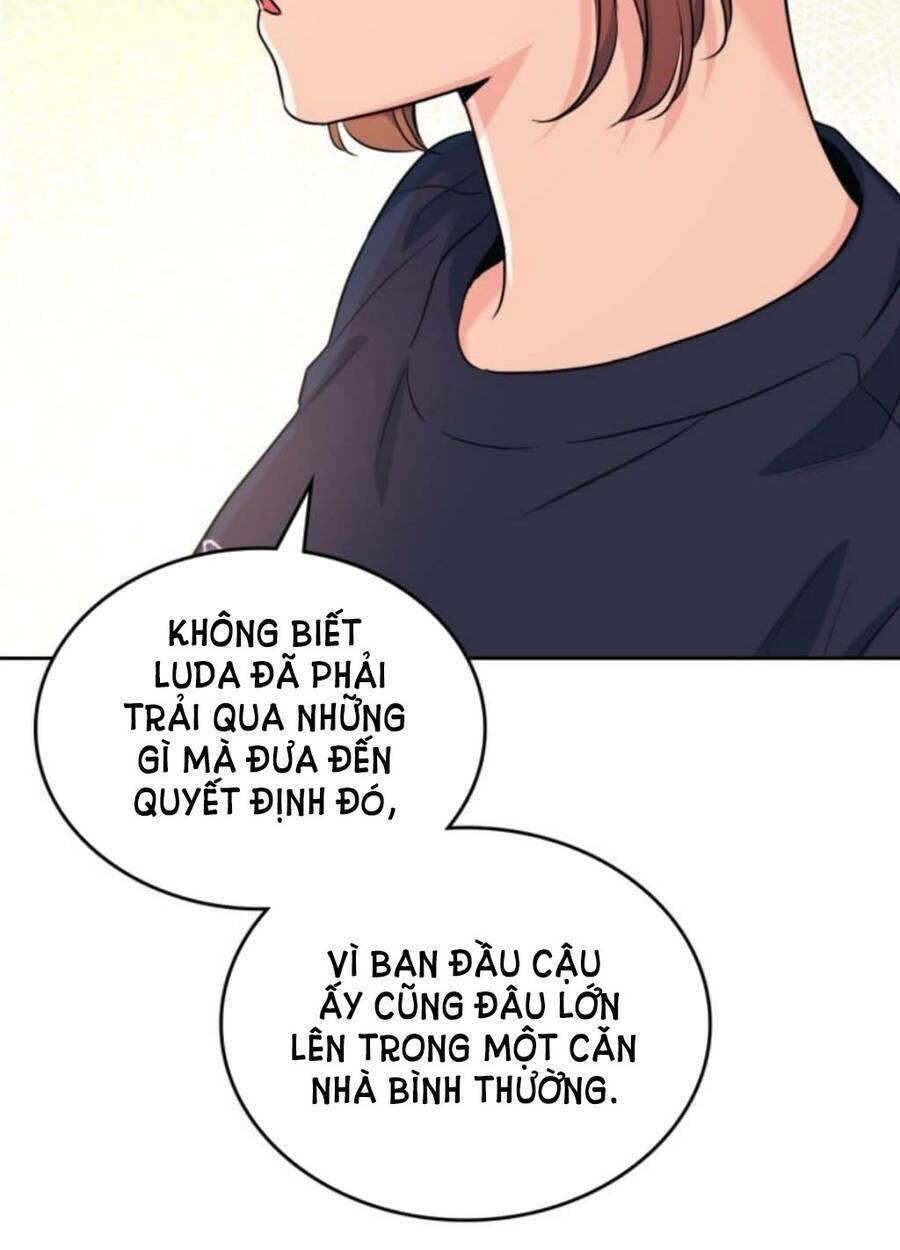 KHÔNG BIẾT
LUDA ĐÃ PHẢI
TRẢI QUA NHỮNG
GÌ MÀ ĐƯA ĐẾN
QUYẾT ĐỊNH ĐÓ,
VÌ BAN ĐẦU CẬU
ẤY CŨNG ĐÂU LỚN
LÊN TRONG MỘT CĂN
NHÀ BÌNH THƯỜNG.